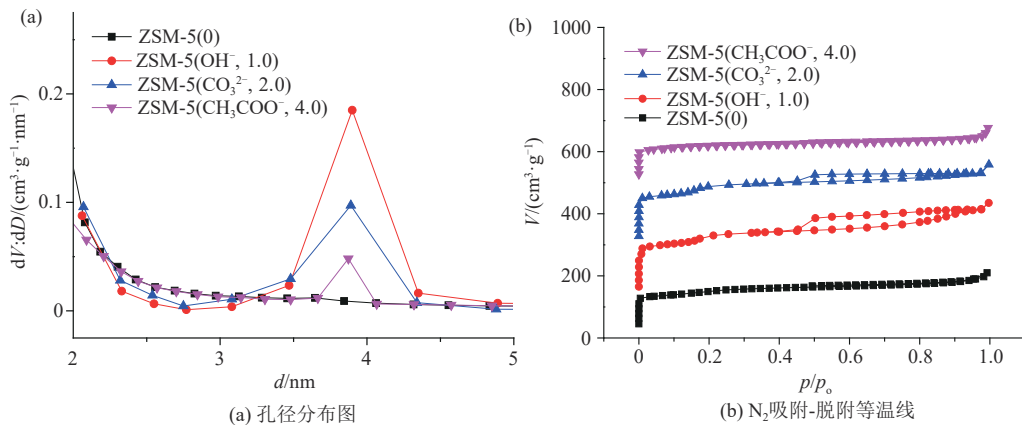 (a)
ZSM-5(0)
ZSM-5(OH⁻, 1.0)
ZSM-5(CO₃²⁻, 2.0)
ZSM-5(CH₃COO⁻, 4.0)
dV:dD/(cm³·g⁻¹·nm⁻¹)
0.2
0.1
0
2 3 4 5
d/nm
(a) 孔径分布图
(b)
ZSM-5(CH₃COO⁻, 4.0)
ZSM-5(CO₃²⁻, 2.0)
ZSM-5(OH⁻, 1.0)
ZSM-5(0)
V/(cm³·g⁻¹)
1000
800
600
400
200
0
0 0.2 0.4 0.6 0.8 1.0
p/pₒ
(b) N₂吸附-脱附等温线